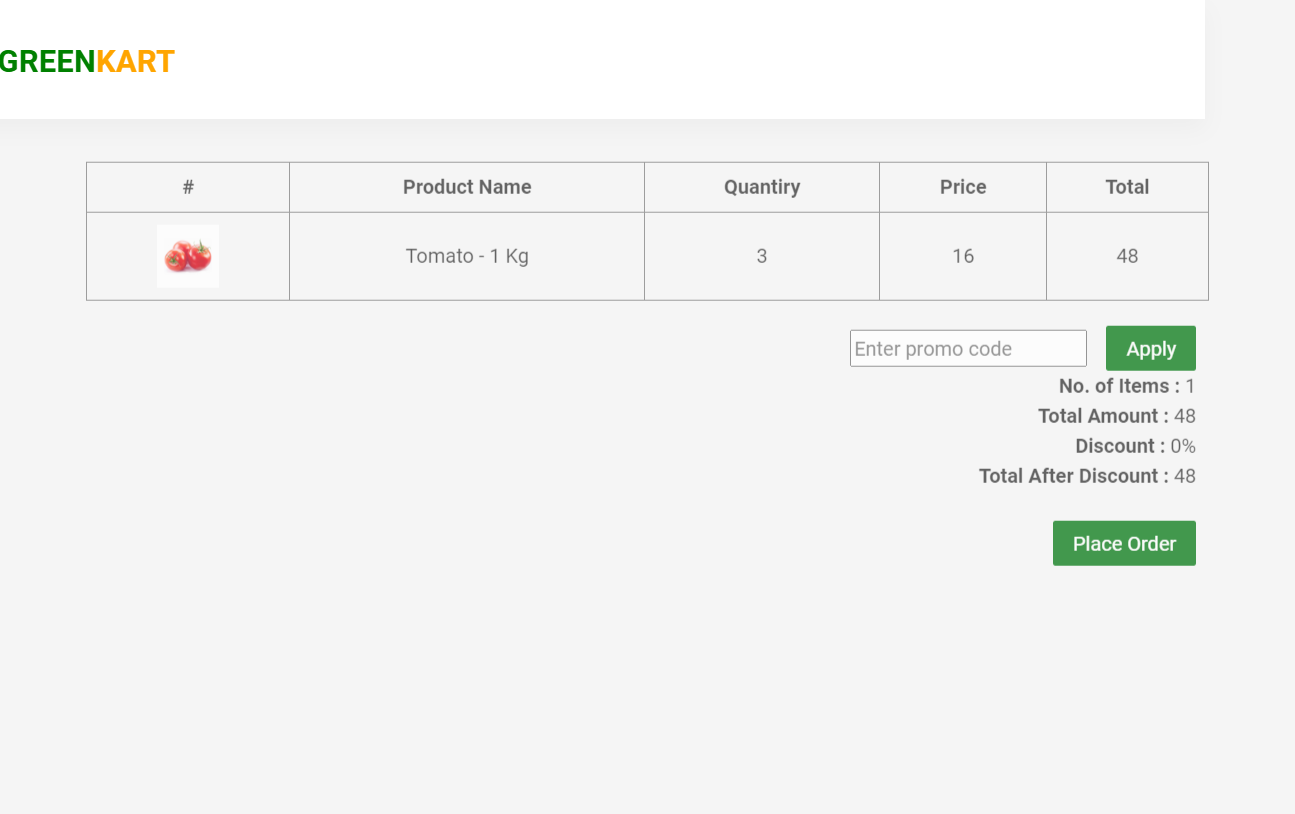 GREENKART
# Product Name Quantiry Price Total
Tomato - 1 Kg 3 16 48
Enter promo code Apply
No. of Items : 1
Total Amount : 48
Discount : 0%
Total After Discount : 48
Place Order